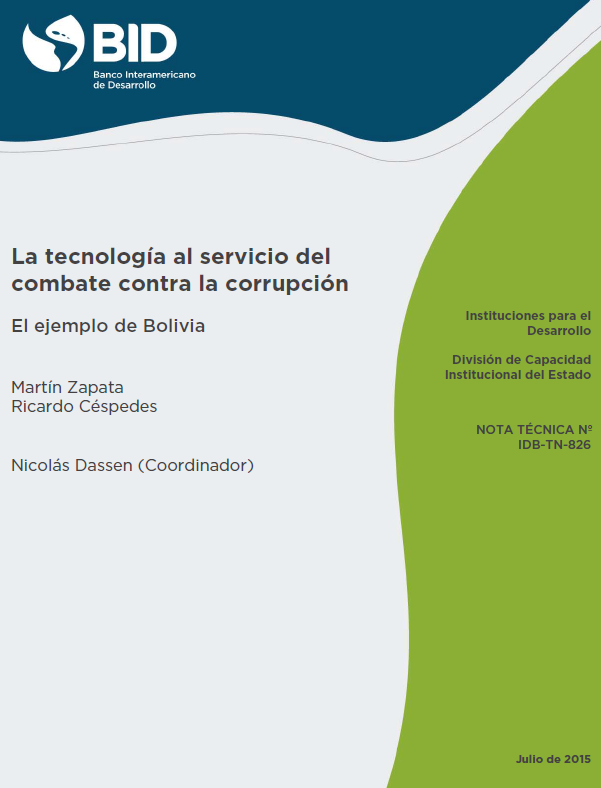 BID
Banco Interamericano
de Desarrollo
La tecnología al servicio del
combate contra la corrupción
El ejemplo de Bolivia
Martín Zapata
Ricardo Céspedes
Nicolás Dassen (Coordinador)
Instituciones para el
Desarrollo
División de Capacidad
Institucional del Estado
NOTA TÉCNICA Nº
IDB-TN-826
Julio de 2015